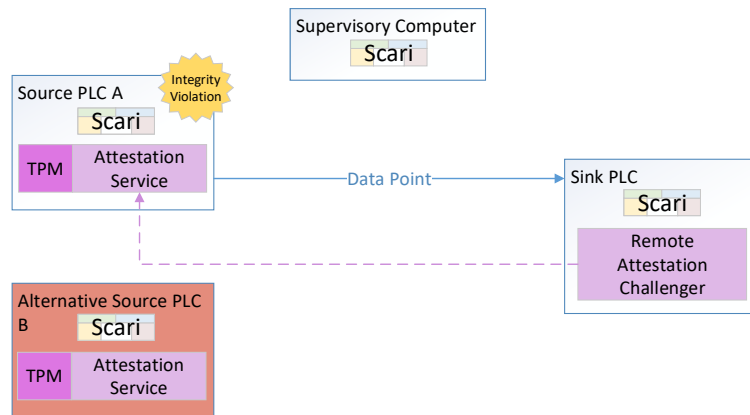 Supervisory Computer
Scari
Integrity
Violation
Source PLC A
Scari
TPM
Attestation
Service
Data Point
Sink PLC
Scari
Remote
Attestation
Challenger
Alternative Source PLC
B
Scari
TPM
Attestation
Service